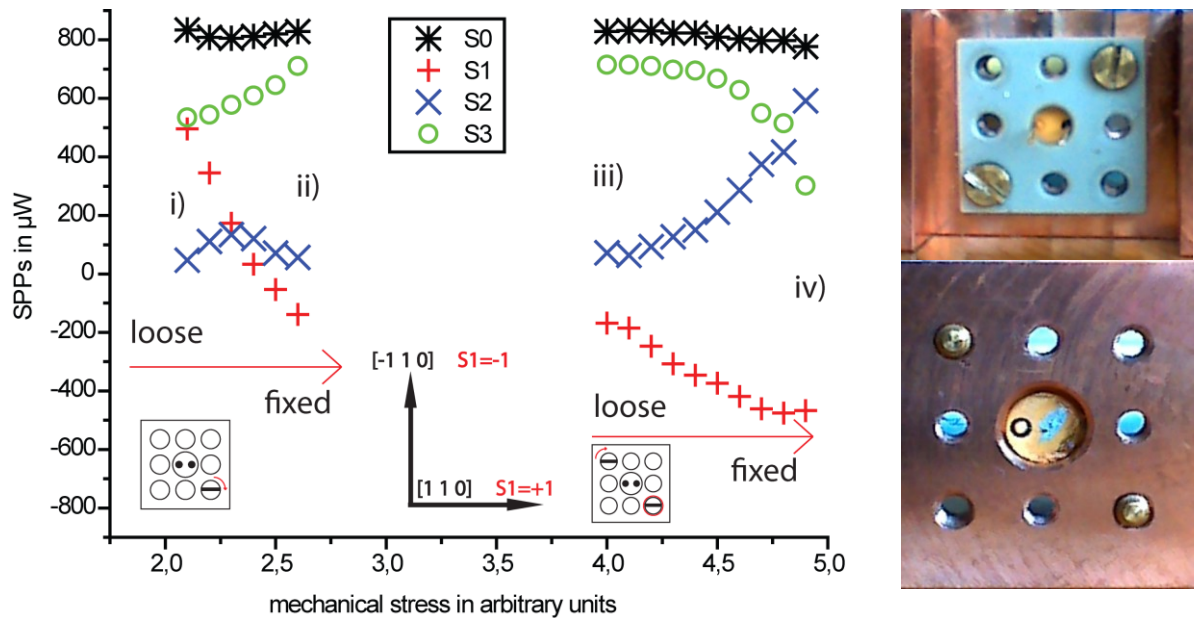 S0
S1
S2
S3
800
600
400
200
0
-200
-400
-600
-800
SPPs in µW
i)
ii)
iii)
iv)
loose
fixed
[-1 1 0] S1=-1
[1 1 0] S1=+1
loose
fixed
2,0 2,5 3,0 3,5 4,0 4,5 5,0
mechanical stress in arbitrary units